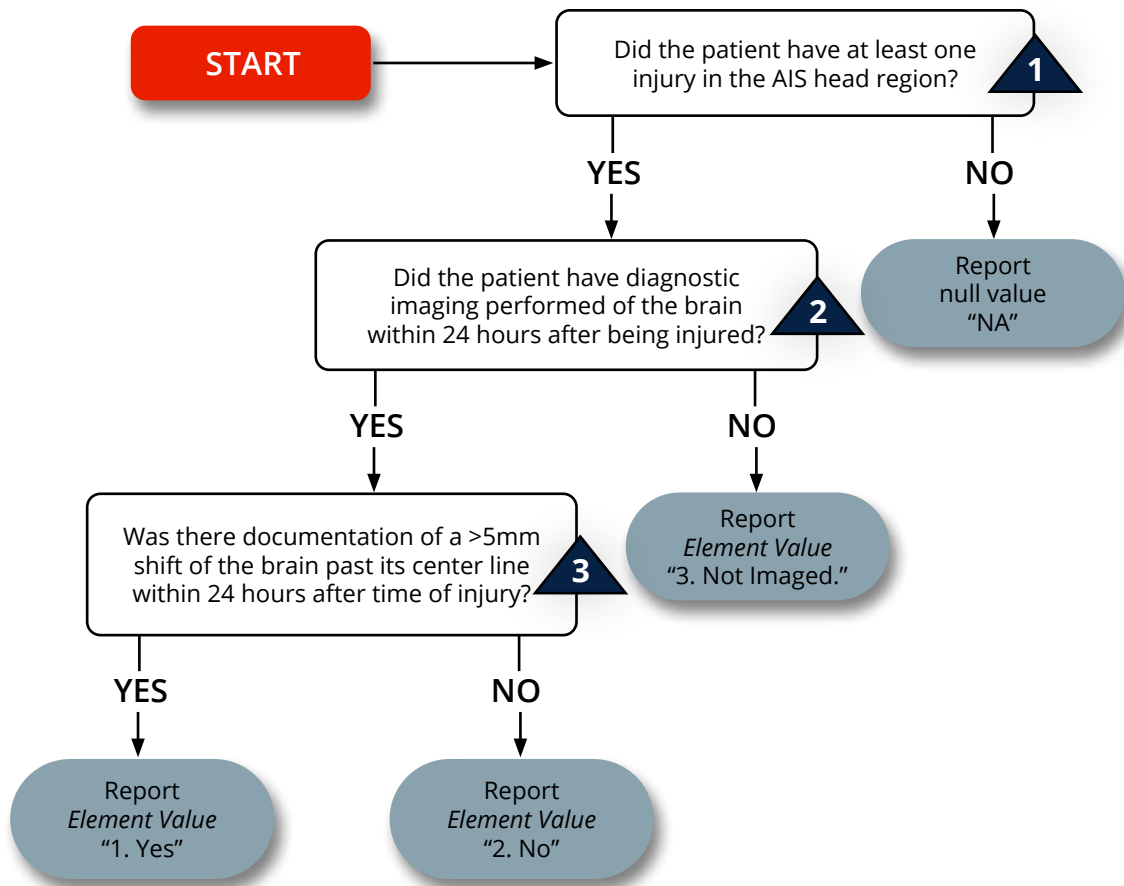 START
Did the patient have at least one
injury in the AIS head region?
1
YES
NO
Did the patient have diagnostic
imaging performed of the brain
within 24 hours after being injured?
2
Report
null value
“NA”
YES
NO
Was there documentation of a >5mm
shift of the brain past its center line
within 24 hours after time of injury?
3
Report
Element Value
“3. Not Imaged.”
YES
NO
Report
Element Value
“1. Yes”
Report
Element Value
“2. No”